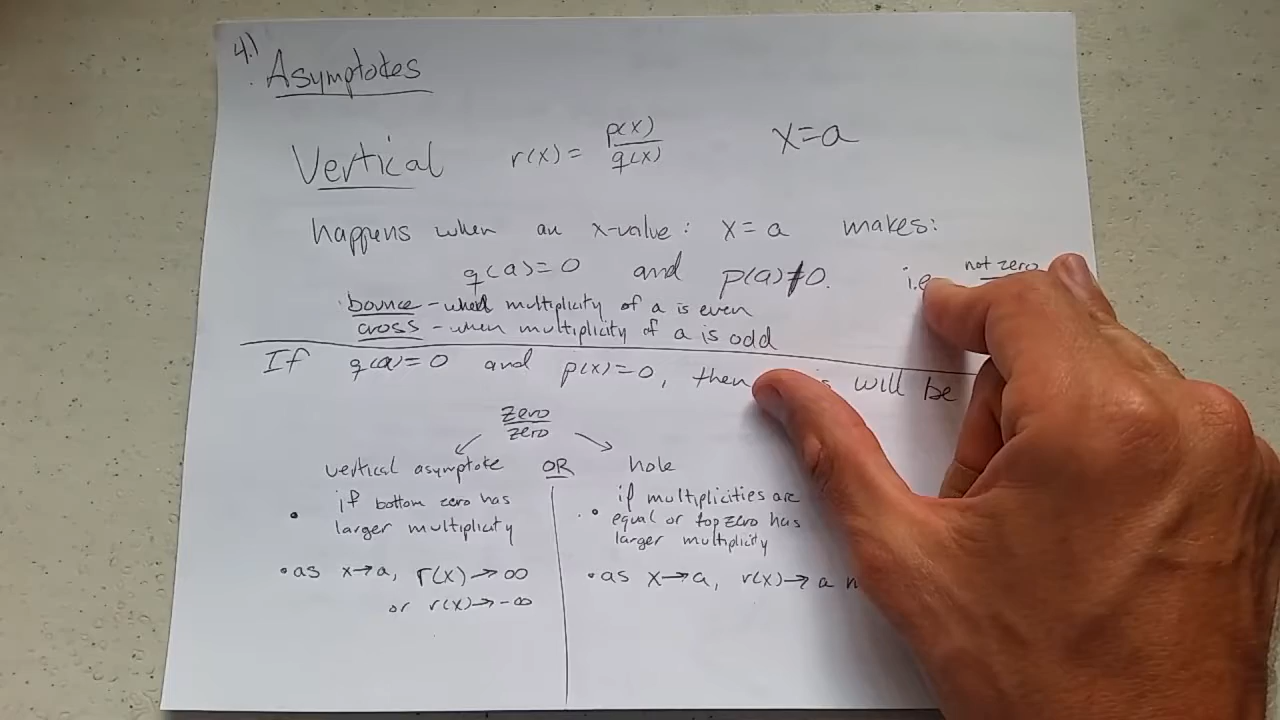 4.1
Asymptotes
Vertical r(x) = p(x)/q(x) x=a
happens when an x-value: x=a makes:
q(a)=0 and p(a)≠0. i.e. not zero
bounce - when multiplicity of a is even
cross - when multiplicity of a is odd
If q(a)=0 and p(x)=0, then will be
zero/zero
vertical asymptote OR hole
• if bottom zero has larger multiplicity
• if multiplicities are equal or top zero has larger multiplicity
• as x→a, r(x)→∞
or r(x)→-∞
• as x→a, r(x)→ a